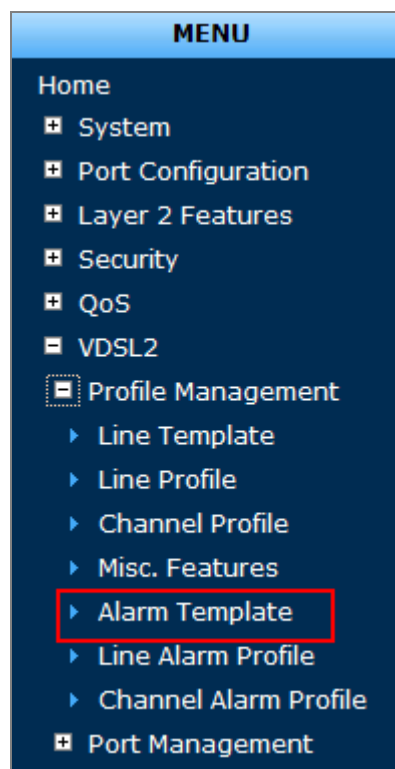 MENU
Home
System
Port Configuration
Layer 2 Features
Security
QoS
VDSL2
Profile Management
Line Template
Line Profile
Channel Profile
Misc. Features
Alarm Template
Line Alarm Profile
Channel Alarm Profile
Port Management